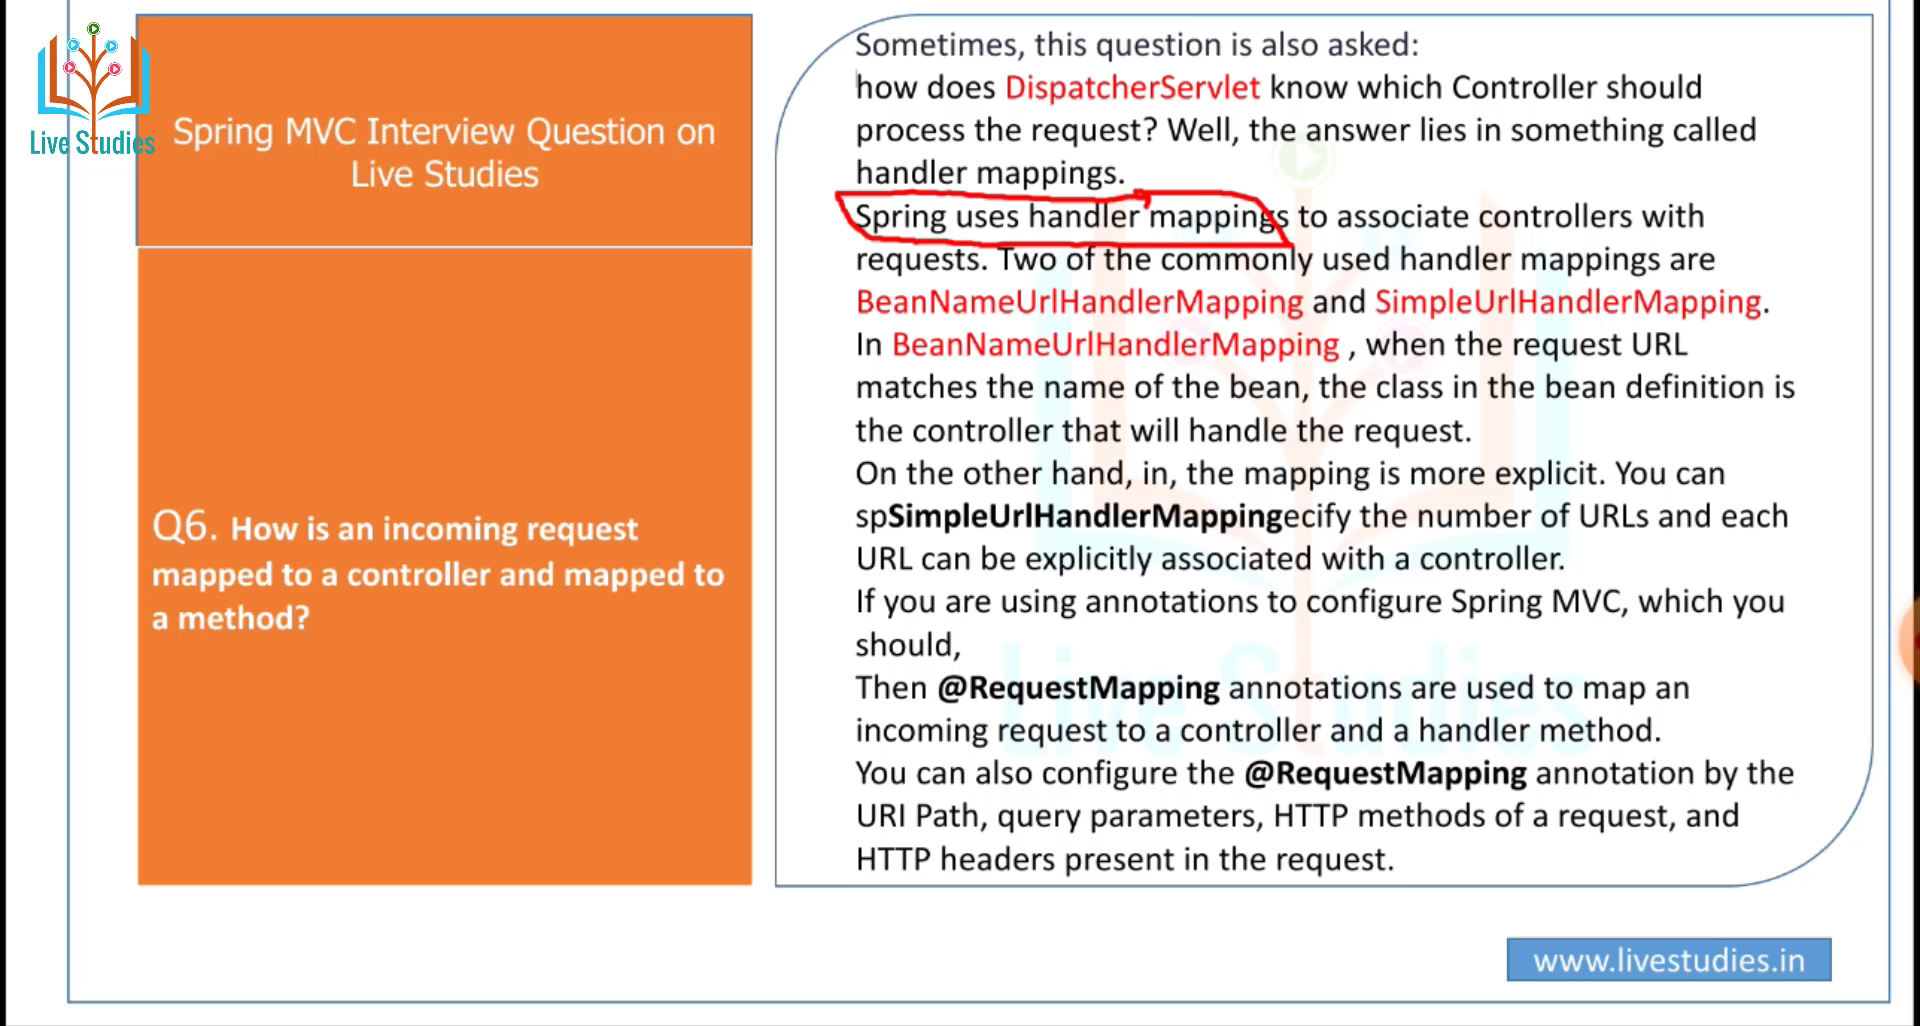 Live Studies
Spring MVC Interview Question on
Live Studies
Q6. How is an incoming request
mapped to a controller and mapped to
a method?
Sometimes, this question is also asked:
how does DispatcherServlet know which Controller should
process the request? Well, the answer lies in something called
handler mappings.
Spring uses handler mappings to associate controllers with
requests. Two of the commonly used handler mappings are
BeanNameUrlHandlerMapping and SimpleUrlHandlerMapping.
In BeanNameUrlHandlerMapping , when the request URL
matches the name of the bean, the class in the bean definition is
the controller that will handle the request.
On the other hand, in, the mapping is more explicit. You can
spSimpleUrlHandlerMappingecify the number of URLs and each
URL can be explicitly associated with a controller.
If you are using annotations to configure Spring MVC, which you
should,
Then @RequestMapping annotations are used to map an
incoming request to a controller and a handler method.
You can also configure the @RequestMapping annotation by the
URI Path, query parameters, HTTP methods of a request, and
HTTP headers present in the request.
Live Studies
www.livestudies.in